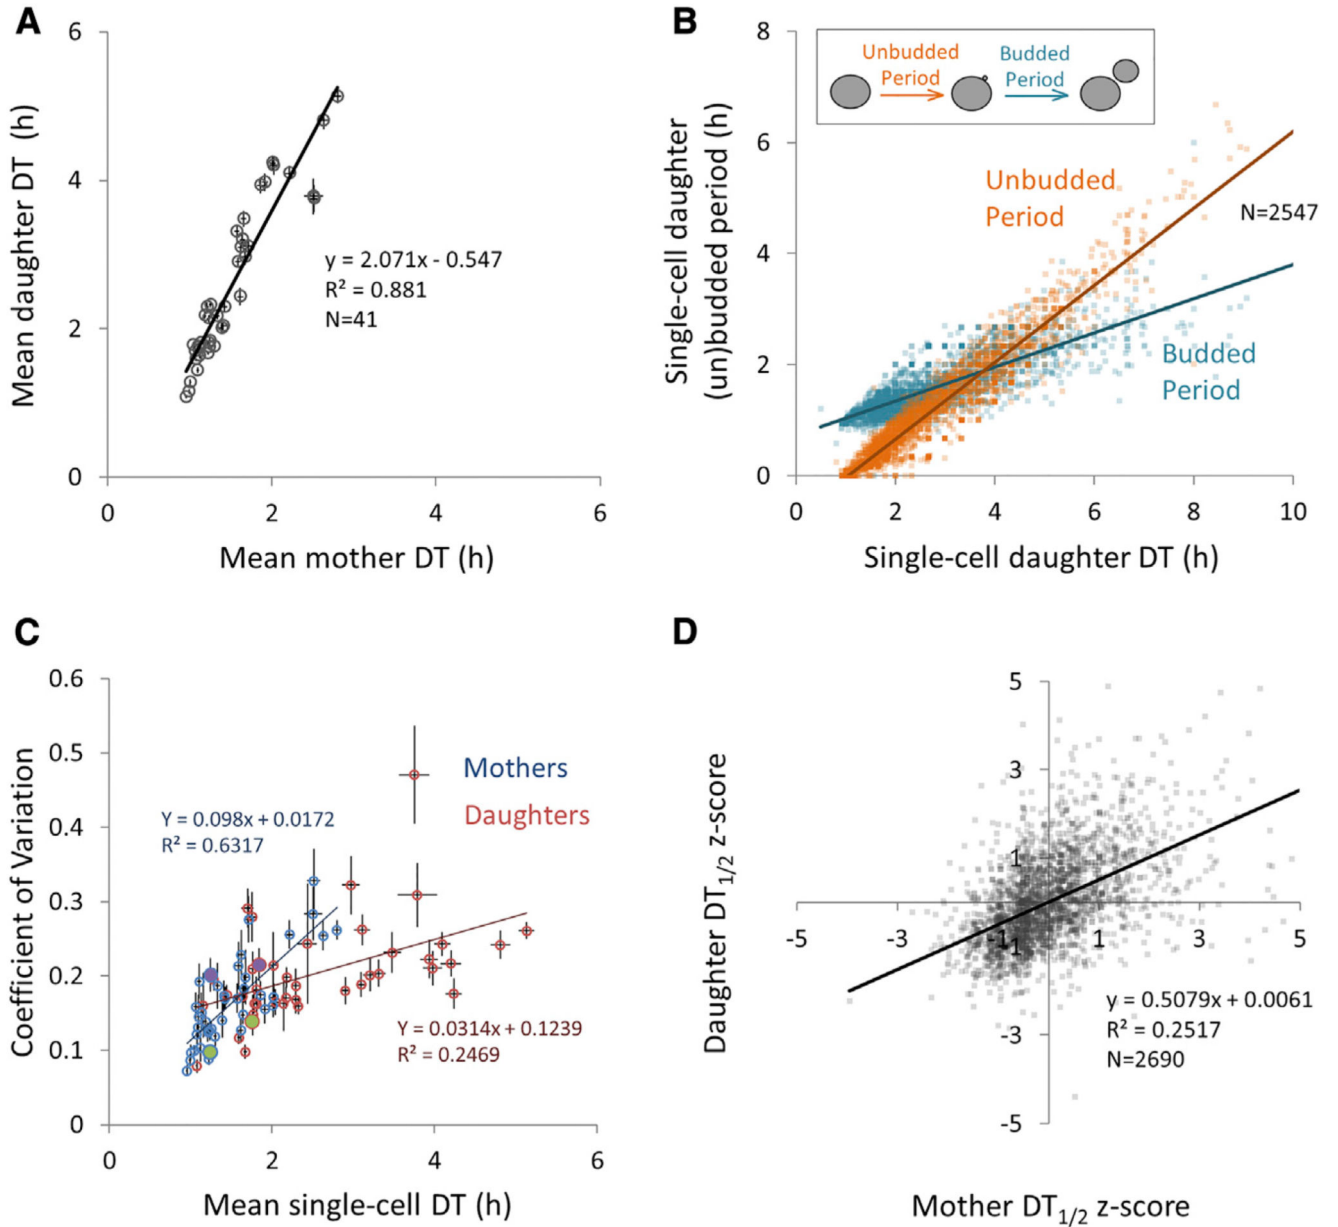 A
6
4
2
0
0
2
4
6
Mean daughter DT (h)
Mean mother DT (h)
y = 2.071x - 0.547
R² = 0.881
N=41
B
8
6
4
2
0
0
2
4
6
8
10
Single-cell daughter
(un)budded period (h)
Single-cell daughter DT (h)
Unbudded
Period
Budded
Period
Unbudded
Period
N=2547
Budded
Period
C
0.6
0.5
0.4
0.3
0.2
0.1
0
0
2
4
6
Coefficient of Variation
Mean single-cell DT (h)
Mothers
Daughters
Y = 0.098x + 0.0172
R² = 0.6317
Y = 0.0314x + 0.1239
R² = 0.2469
D
5
3
1
-1
-3
-5
-5
-3
-1
1
3
5
Daughter DT1/2 z-score
Mother DT1/2 z-score
y = 0.5079x + 0.0061
R² = 0.2517
N=2690